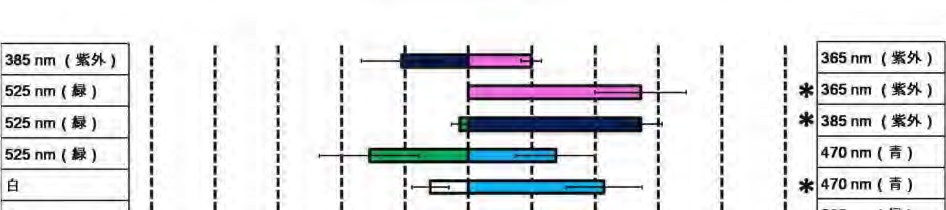 385 nm ( 紫外 ) 365 nm ( 紫外 )
525 nm ( 緑 ) * 365 nm ( 紫外 )
525 nm ( 緑 ) * 385 nm ( 紫外 )
525 nm ( 緑 ) 470 nm ( 青 )
白 * 470 nm ( 青 )